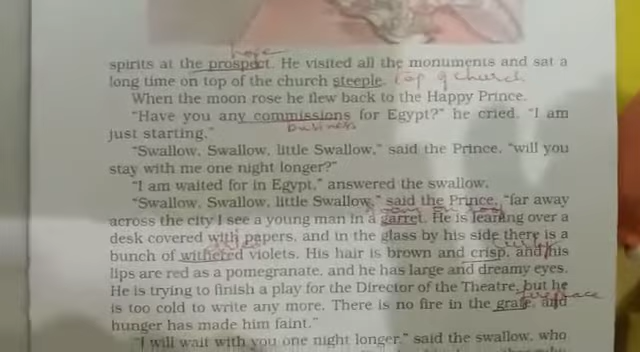 hope
spirits at the prospect. He visited all the monuments and sat a
long time on top of the church steeple. top of church
When the moon rose he flew back to the Happy Prince.
"Have you any commissions for Egypt?" he cried. "I am
business
just starting."
"Swallow, Swallow, little Swallow," said the Prince, "will you
stay with me one night longer?"
"I am waited for in Egypt," answered the swallow.
"Swallow, Swallow, little Swallow," said the Prince, "far away
across the city I see a young man in a garret. He is leaning over a
desk covered with papers, and in the glass by his side there is a
bunch of withered violets. His hair is brown and crisp, and his
lips are red as a pomegranate, and he has large and dreamy eyes.
He is trying to finish a play for the Director of the Theatre, but he
fireplace
is too cold to write any more. There is no fire in the grate, and
hunger has made him faint."
"I will wait with you one night longer," said the swallow, who